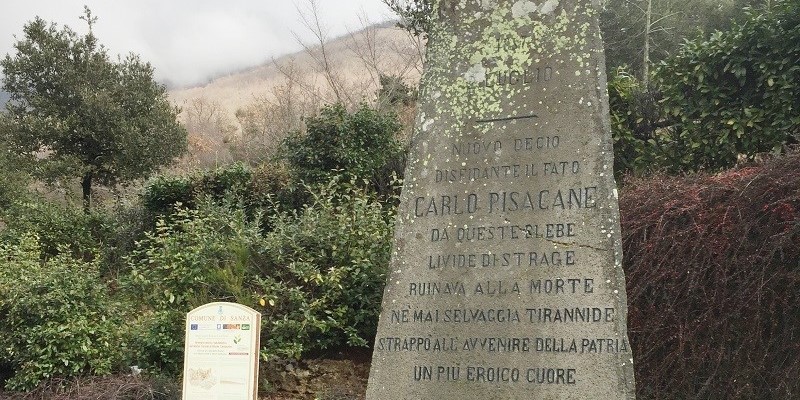 LUGLIO
NUOVO DECIO
DISFIDANTE IL FATO
CARLO PISACANE
DA QUESTE GLEBE
LIVIDE DI STRAGE
RUINAVA ALLA MORTE
NÈ MAI SELVAGGIA TIRANNIDE
STRAPPÒ ALL'AVVENIRE DELLA PATRIA
UN PIÙ EROICO CUORE
COMUNE DI SANZA